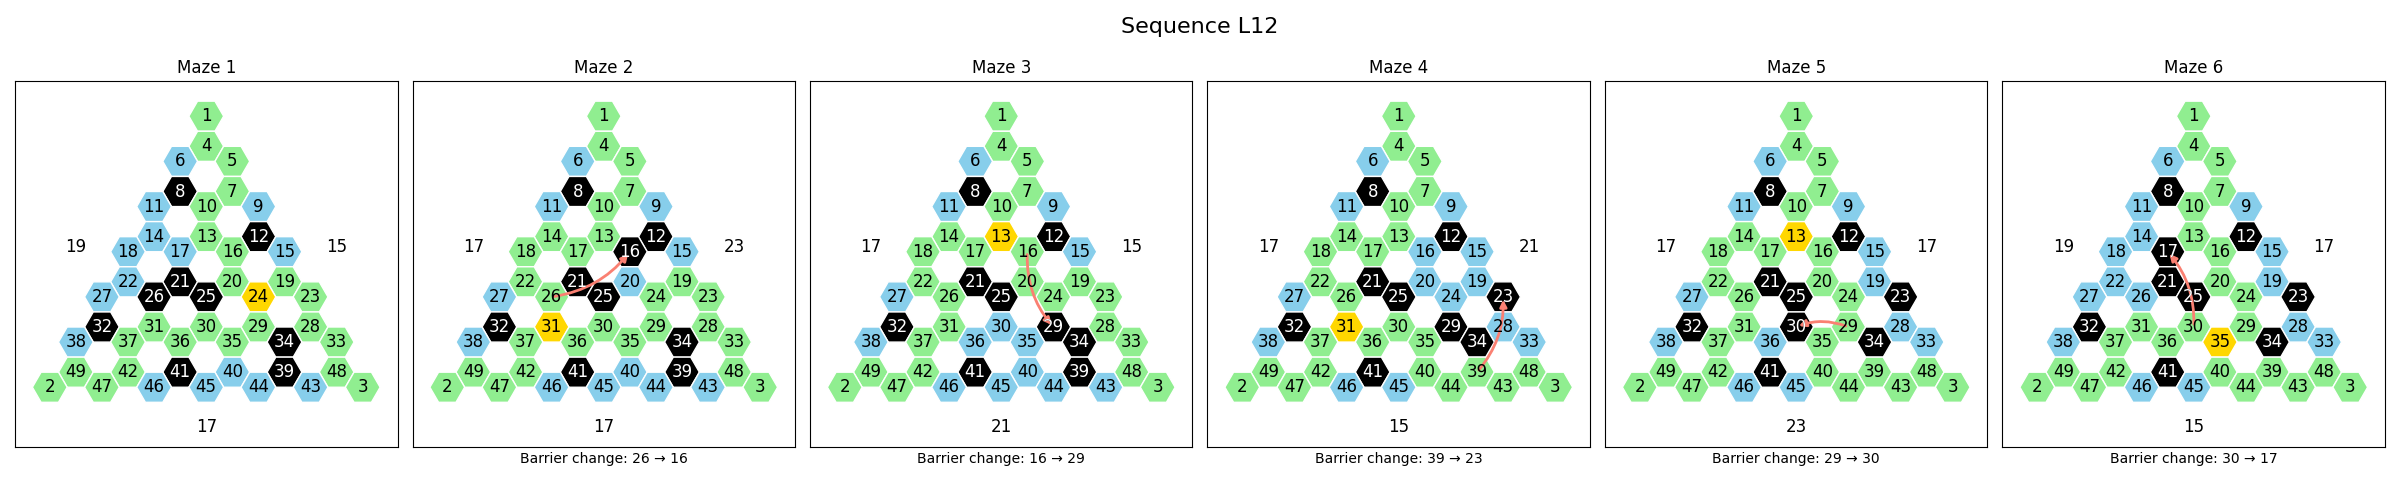 Sequence L12
Maze 1
1
4
6 5
8 7
11 10 9
14 13 12
19 15
18 17 16 15
22 21 20 19
27 26 25 24 23
32 31 30 29 28
38 37 36 35 34 33
49 42 41 40 39 48
2 47 46 45 44 43 3
17
Maze 2
1
4
6 5
8 7
11 10 9
14 13 12
17 23
18 17 16 15
22 21 20 19
27 26 25 24 23
32 31 30 29 28
38 37 36 35 34 33
49 42 41 40 39 48
2 47 46 45 44 43 3
17
Barrier change: 26 → 16
Maze 3
1
4
6 5
8 7
11 10 9
14 13 12
17 15
18 17 16 15
22 21 20 19
27 26 25 24 23
32 31 30 29 28
38 37 36 35 34 33
49 42 41 40 39 48
2 47 46 45 44 43 3
21
Barrier change: 16 → 29
Maze 4
1
4
6 5
8 7
11 10 9
14 13 12
17 21
18 17 16 15
22 21 20 19
27 26 25 24 23
32 31 30 29 28
38 37 36 35 34 33
49 42 41 40 39 48
2 47 46 45 44 43 3
15
Barrier change: 39 → 23
Maze 5
1
4
6 5
8 7
11 10 9
14 13 12
17 17
18 17 16 15
22 21 20 19
27 26 25 24 23
32 31 30 29 28
38 37 36 35 34 33
49 42 41 40 39 48
2 47 46 45 44 43 3
23
Barrier change: 29 → 30
Maze 6
1
4
6 5
8 7
11 10 9
14 13 12
19 17
18 17 16 15
22 21 20 19
27 26 25 24 23
32 31 30 29 28
38 37 36 35 34 33
49 42 41 40 39 48
2 47 46 45 44 43 3
15
Barrier change: 30 → 17